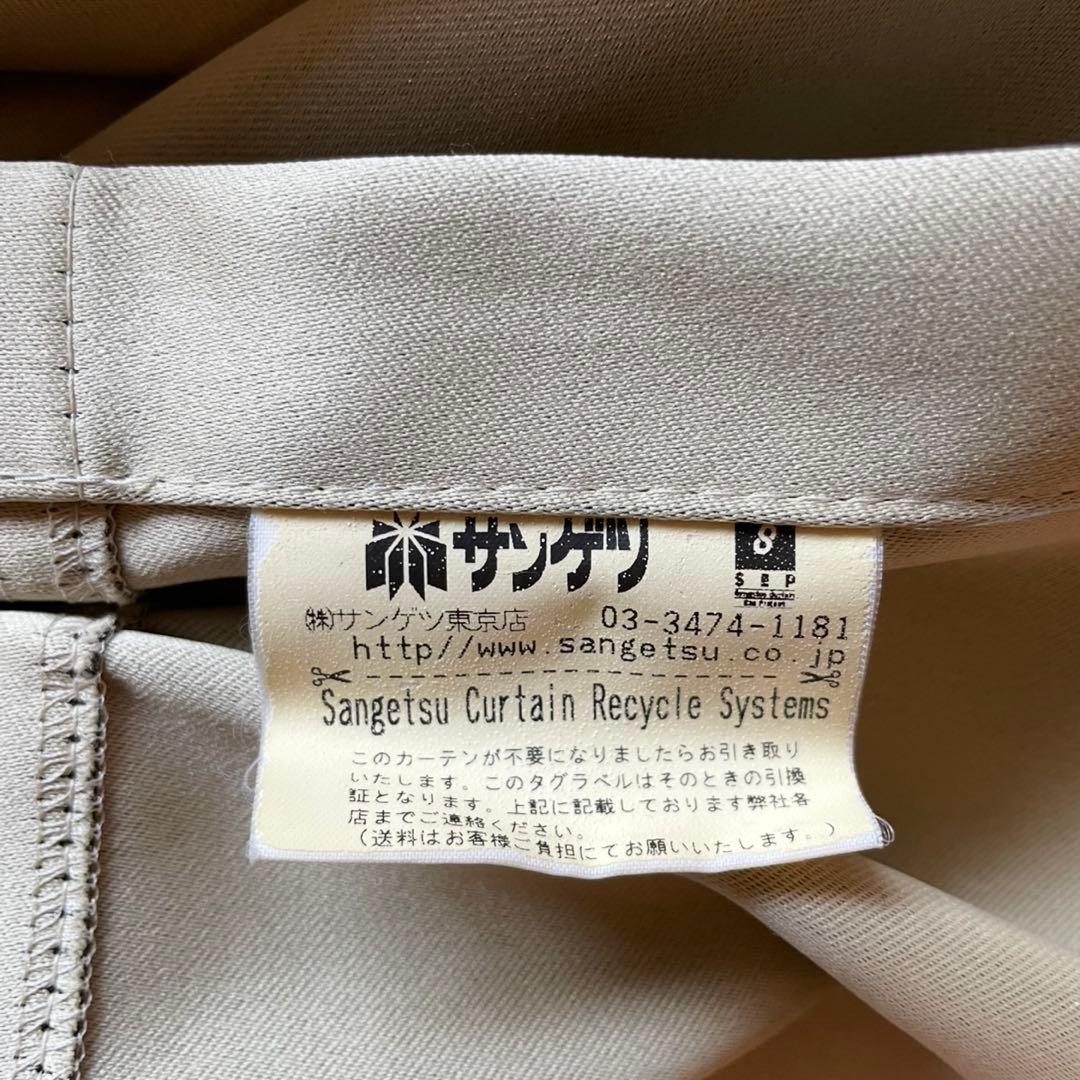 サンゲツ
S
SEP
㈱サンゲツ東京店 03-3474-1181
http//www.sangetsu.co.jp
Sangetsu Curtain Recycle Systems
このカーテンが不要になりましたらお引き取り
いたします。このタグラベルはそのときの引換
証となります。上記に記載しております弊社各
店までご連絡ください。
(送料はお客様ご負担にてお願いいたします。)